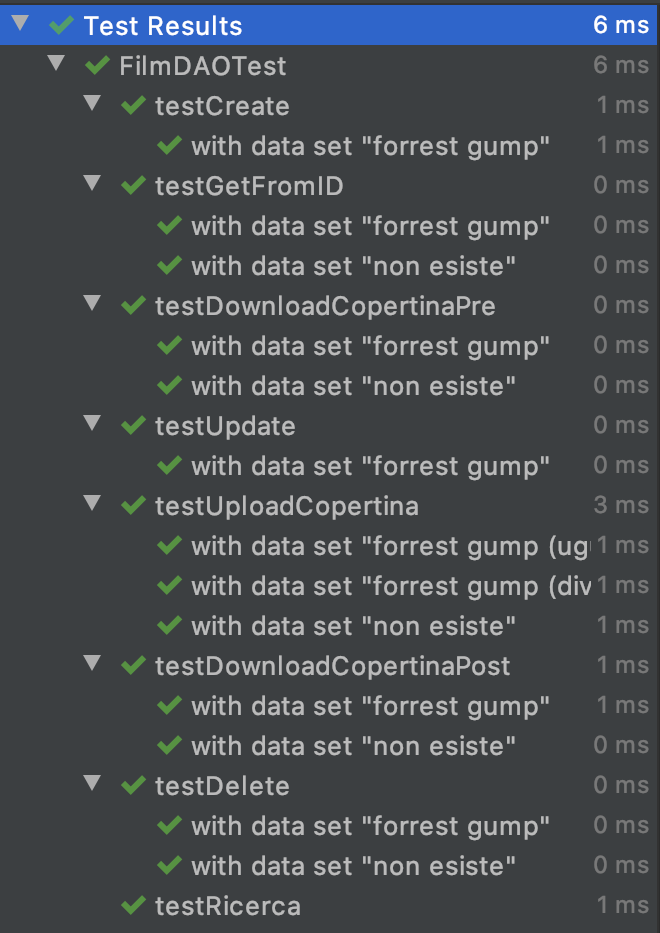 Test Results 6 ms
FilmDAOTest 6 ms
testCreate 1 ms
with data set "forrest gump" 1 ms
testGetFromID 0 ms
with data set "forrest gump" 0 ms
with data set "non esiste" 0 ms
testDownloadCopertinaPre 0 ms
with data set "forrest gump" 0 ms
with data set "non esiste" 0 ms
testUpdate 0 ms
with data set "forrest gump" 0 ms
testUploadCopertina 3 ms
with data set "forrest gump (ug 1 ms
with data set "forrest gump (div 1 ms
with data set "non esiste" 1 ms
testDownloadCopertinaPost 1 ms
with data set "forrest gump" 1 ms
with data set "non esiste" 0 ms
testDelete 0 ms
with data set "forrest gump" 0 ms
with data set "non esiste" 0 ms
testRicerca 1 ms